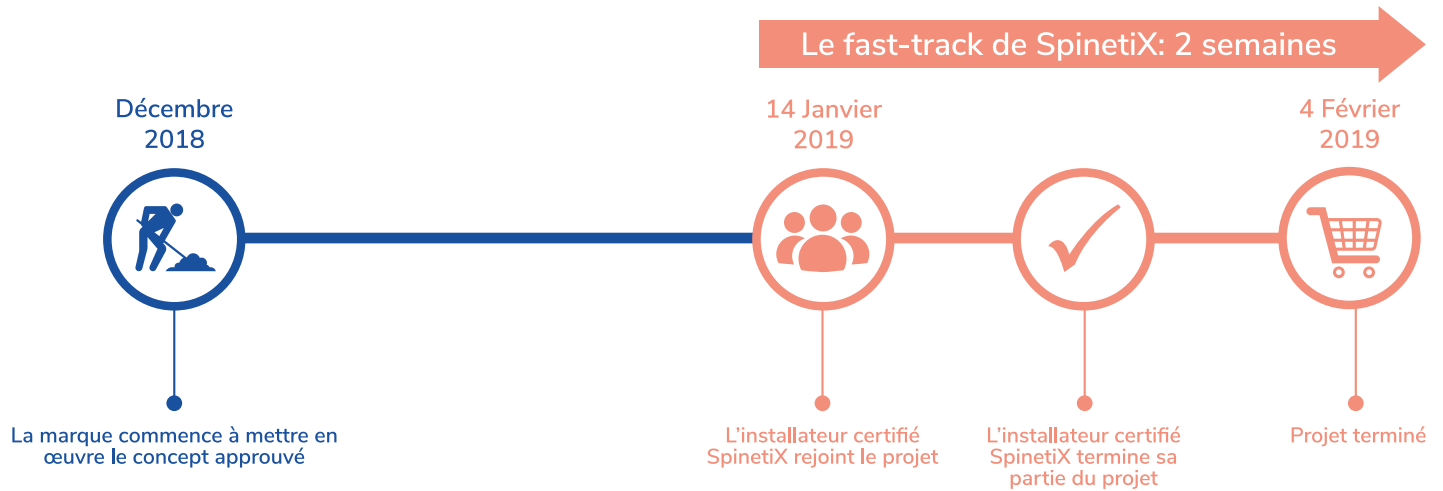 Le fast-track de SpinetiX: 2 semaines
Décembre
2018
14 Janvier
2019
4 Février
2019
La marque commence à mettre en
œuvre le concept approuvé
L'installateur certifié
SpinetiX rejoint le projet
L'installateur certifié
SpinetiX termine sa
partie du projet
Projet terminé